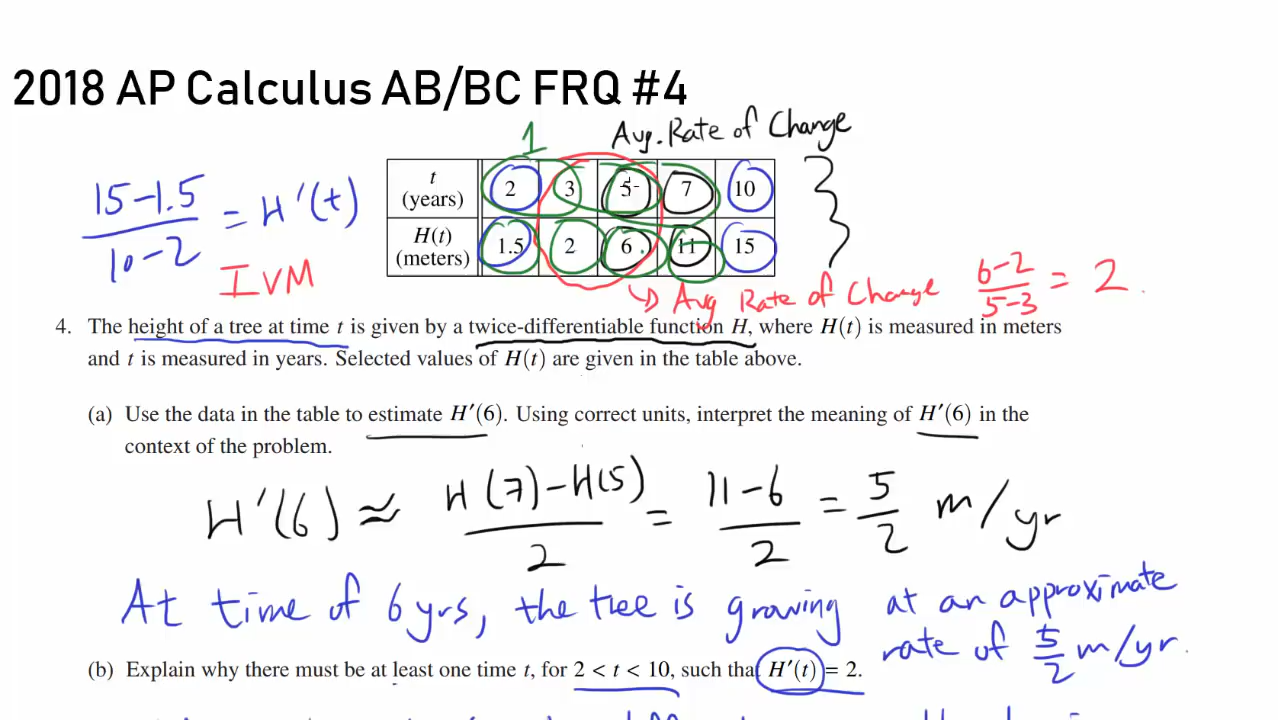 2018 AP Calculus AB/BC FRQ #4
1
Avg. Rate of Change
15-1.5
10-2
= H'(t)
IVM
t (years) 2 3 5 7 10
H(t) (meters) 1.5 2 6 11 15
↳ Avg Rate of Change 6-2/5-3 = 2
4. The height of a tree at time t is given by a twice-differentiable function H, where H(t) is measured in meters
and t is measured in years. Selected values of H(t) are given in the table above.
(a) Use the data in the table to estimate H′(6). Using correct units, interpret the meaning of H′(6) in the
context of the problem.
H'(6) ≈ H(7)-H(5)/2 = 11-6/2 = 5/2 m/yr
At time of 6 yrs, the tree is growing at an approximate
rate of 5/2 m/yr.
(b) Explain why there must be at least one time t, for 2 < t < 10, such that H′(t) = 2.